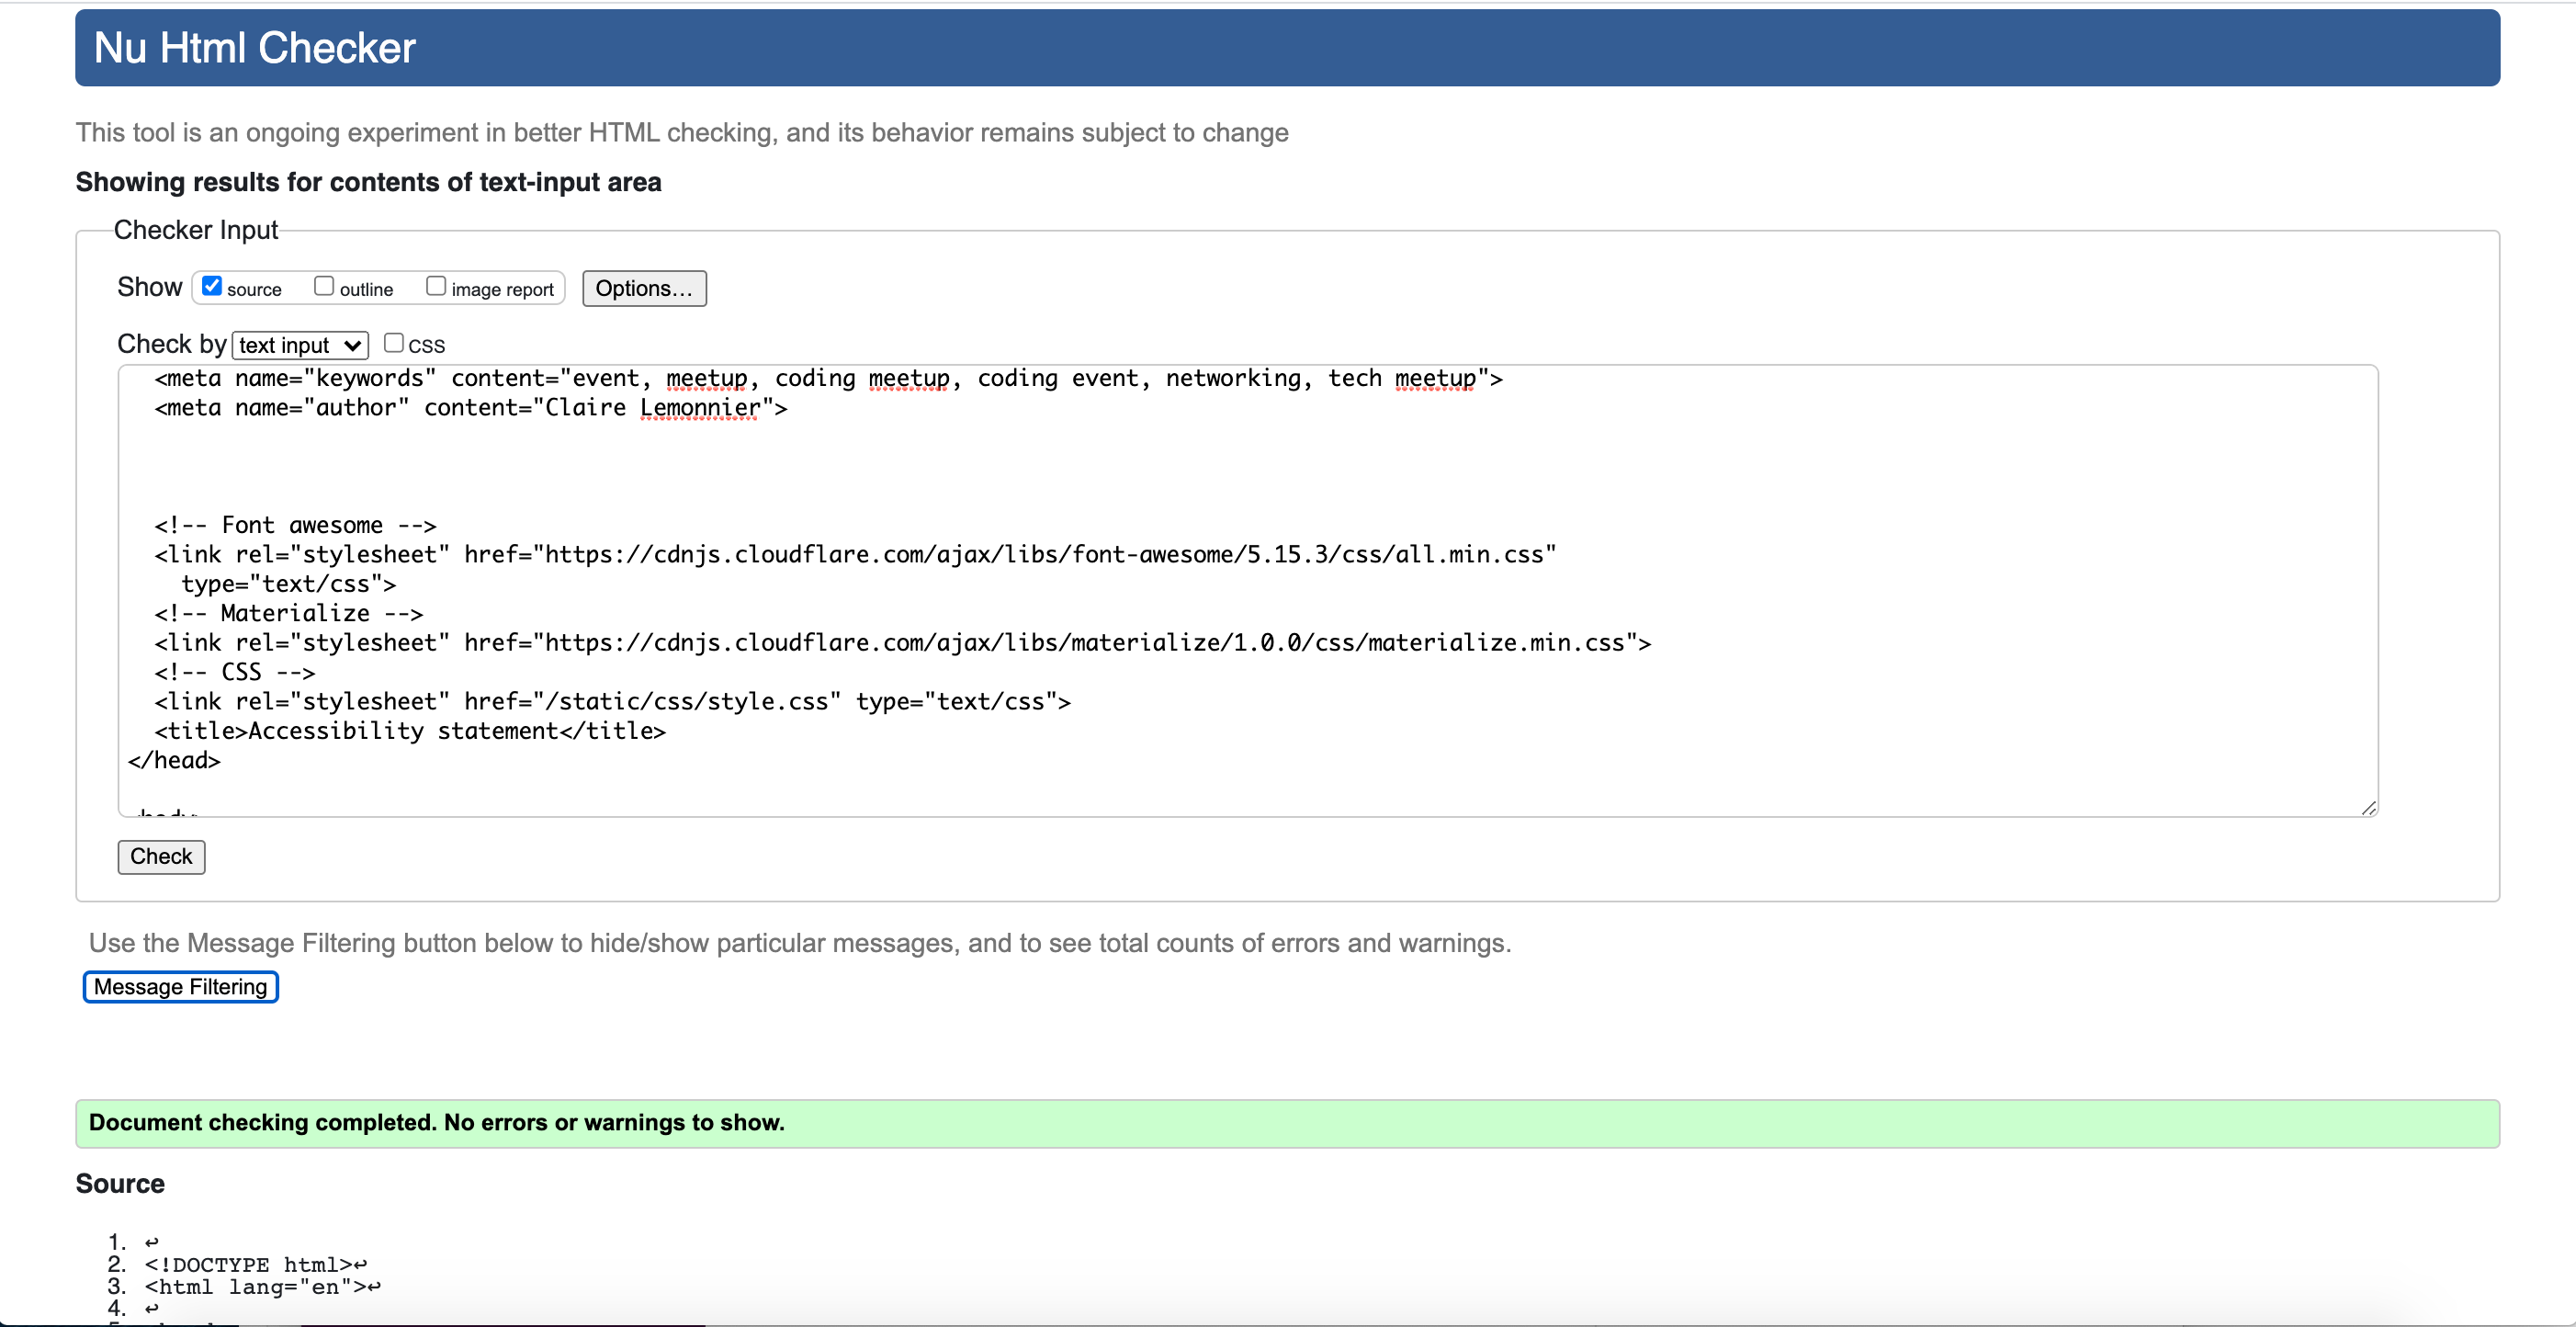 Nu Html Checker
This tool is an ongoing experiment in better HTML checking, and its behavior remains subject to change
Showing results for contents of text-input area
Checker Input
Show source outline image report Options...
Check by text input CSS
<meta name="keywords" content="event, meetup, coding meetup, coding event, networking, tech meetup">
<meta name="author" content="Claire Lemonnier">
<!-- Font awesome -->
<link rel="stylesheet" href="https://cdnjs.cloudflare.com/ajax/libs/font-awesome/5.15.3/css/all.min.css"
type="text/css">
<!-- Materialize -->
<link rel="stylesheet" href="https://cdnjs.cloudflare.com/ajax/libs/materialize/1.0.0/css/materialize.min.css">
<!-- CSS -->
<link rel="stylesheet" href="/static/css/style.css" type="text/css">
<title>Accessibility statement</title>
</head>
Check
Use the Message Filtering button below to hide/show particular messages, and to see total counts of errors and warnings.
Message Filtering
Document checking completed. No errors or warnings to show.
Source
1. ↩
2. <!DOCTYPE html>↩
3. <html lang="en">↩
4. ↩